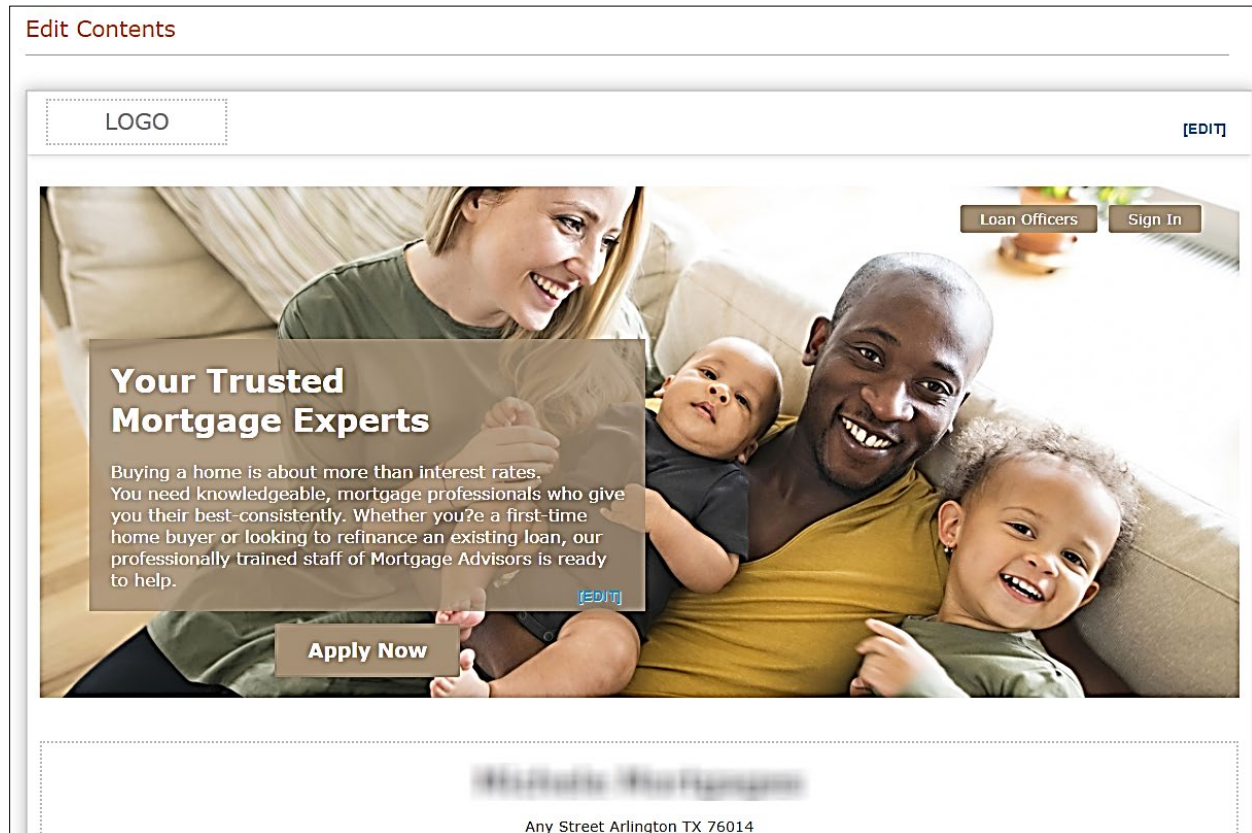 Edit Contents
LOGO
[EDIT]
Loan Officers
Sign In
Your Trusted
Mortgage Experts
Buying a home is about more than interest rates.
You need knowledgeable, mortgage professionals who give
you their best-consistently. Whether you?e a first-time
home buyer or looking to refinance an existing loan, our
professionally trained staff of Mortgage Advisors is ready
to help.
[EDIT]
Apply Now
Any Street Arlington TX 76014